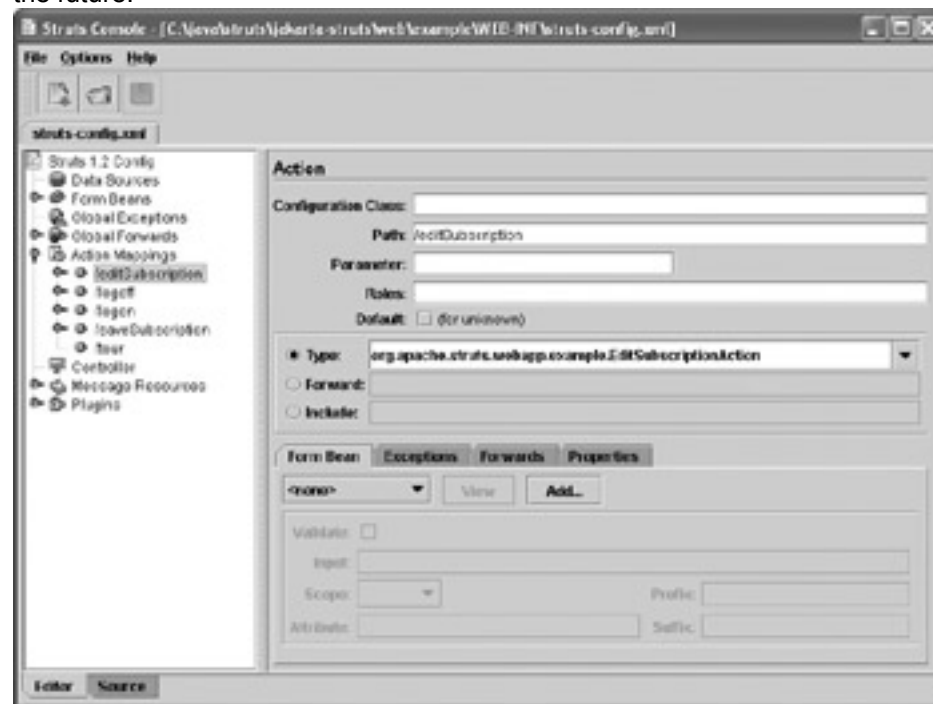 the future.
Struts Console - [C:\java\struts\jakarta-struts\web\example\WEB-INF\struts-config.xml]
File Options Help
struts-config.xml
Struts 1.2 Config
Data Sources
Form Beans
Global Exceptions
Global Forwards
Action Mappings
/editSubscription
/logoff
/logon
/saveSubscription
/tour
Controller
Message Resources
Plugins
Action
Configuration Class:
Path: /editSubscription
Parameter:
Roles:
Default: (for unknown)
Type: org.apache.struts.webapp.example.EditSubscriptionAction
Forward:
Include:
Form Bean Exceptions Forwards Properties
<none> View Add...
Validate:
Input:
Scope: Prefix:
Attribute: Suffix:
Editor Source